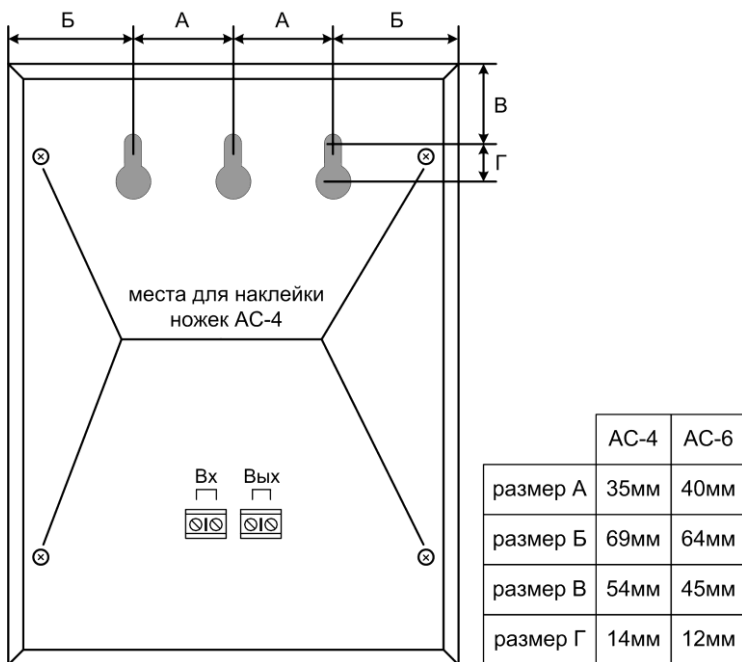 Б А А Б
В
Г
места для наклейки
ножек АС-4
Вх Вых
АС-4 АС-6
размер А 35мм 40мм
размер Б 69мм 64мм
размер В 54мм 45мм
размер Г 14мм 12мм